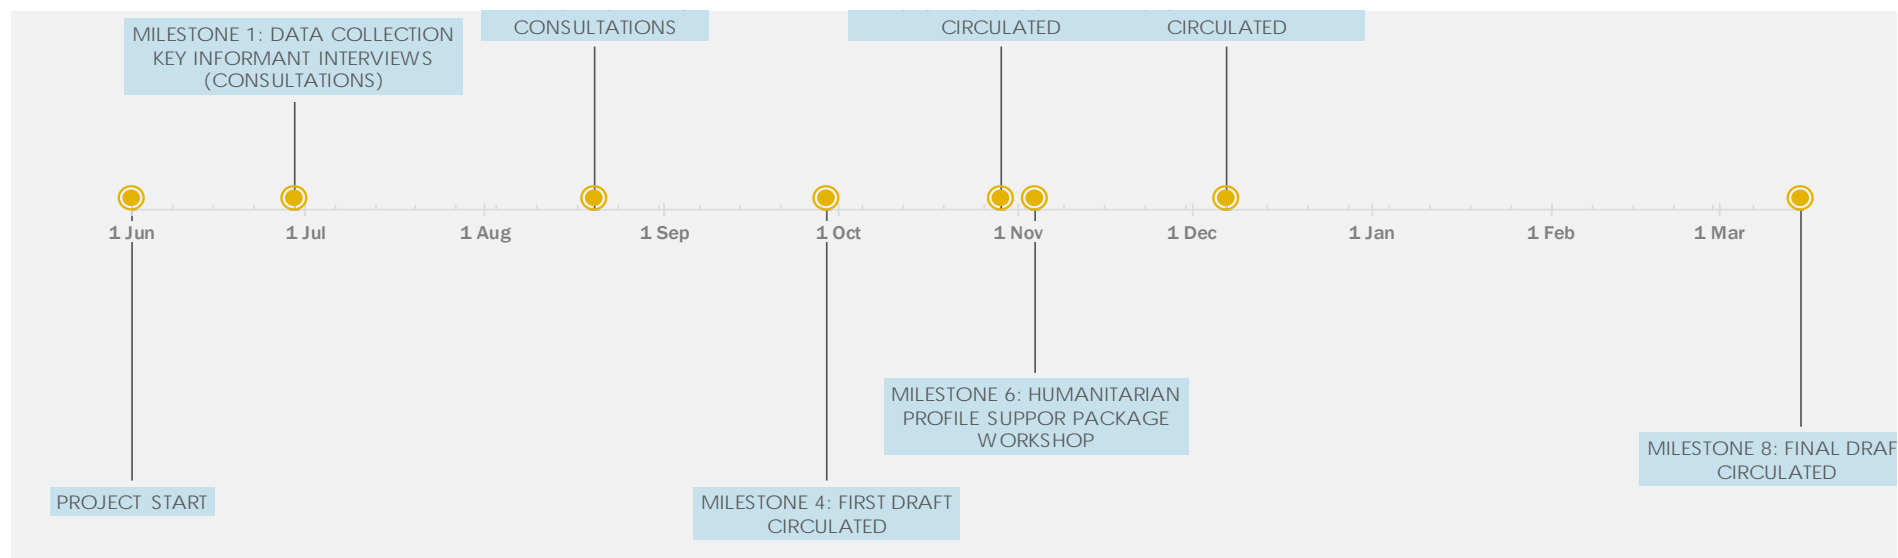 MILESTONE 1: DATA COLLECTION
KEY INFORMANT INTERVIEWS
(CONSULTATIONS)
CONSULTATIONS
CIRCULATED
CIRCULATED
1 Jun
1 Jul
1 Aug
1 Sep
1 Oct
1 Nov
1 Dec
1 Jan
1 Feb
1 Mar
MILESTONE 6: HUMANITARIAN
PROFILE SUPPOR PACKAGE
WORKSHOP
MILESTONE 8: FINAL DRAF
CIRCULATED
PROJECT START
MILESTONE 4: FIRST DRAFT
CIRCULATED